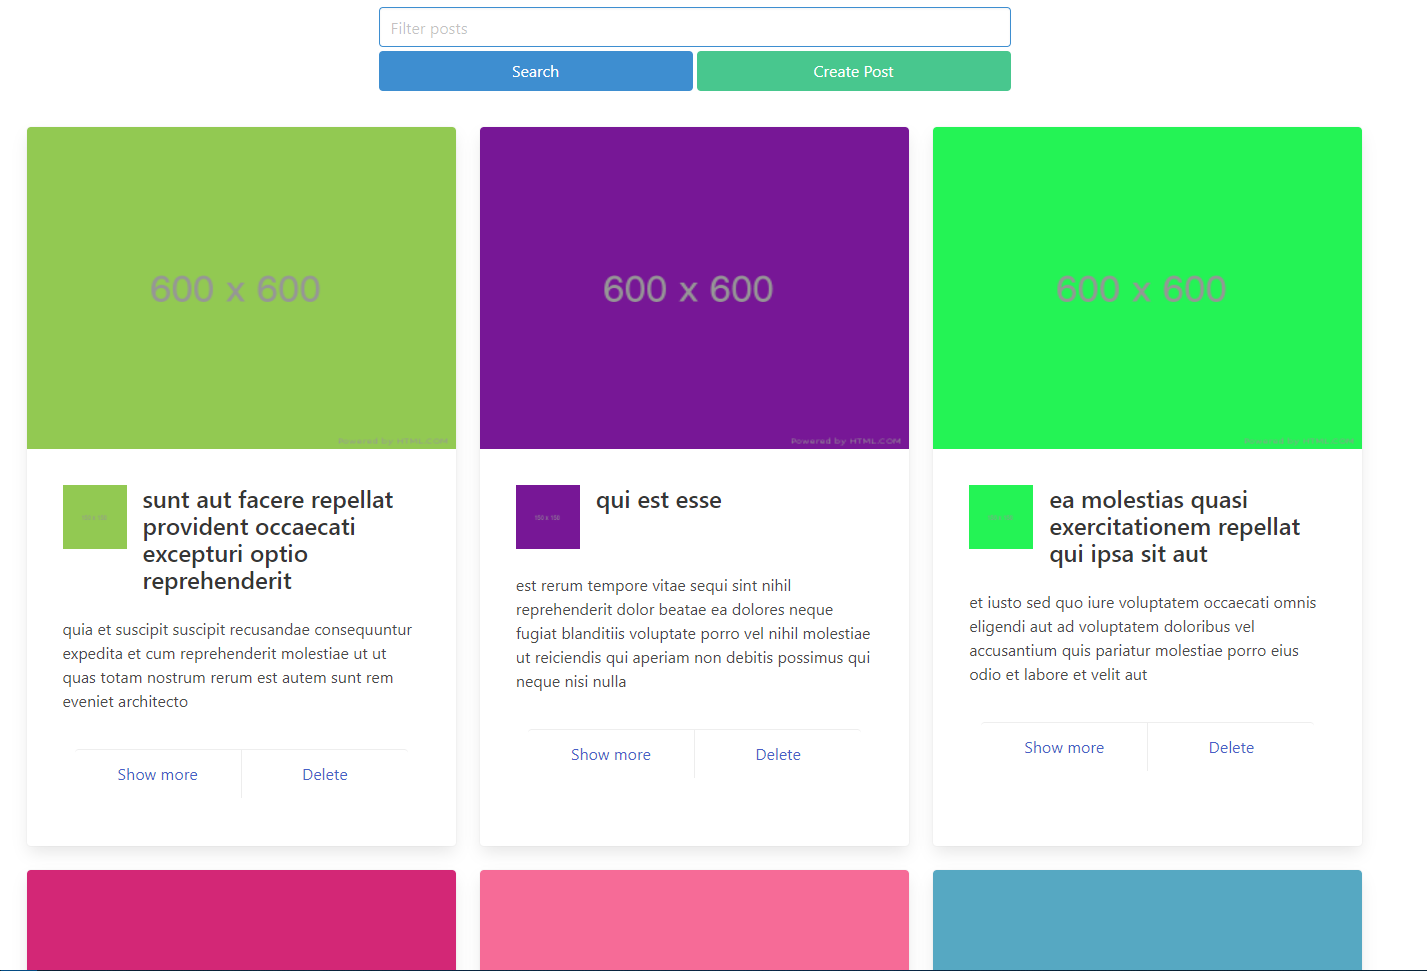 Filter posts
Search
Create Post
600 x 600
600 x 600
600 x 600
Powered by HTML.COM
Powered by HTML.COM
Powered by HTML.COM
150 x 150
sunt aut facere repellat
provident occaecati
excepturi optio
reprehenderit
quia et suscipit suscipit recusandae consequuntur
expedita et cum reprehenderit molestiae ut ut
quas totam nostrum rerum est autem sunt rem
eveniet architecto
Show more
Delete
150 x 150
qui est esse
est rerum tempore vitae sequi sint nihil
reprehenderit dolor beatae ea dolores neque
fugiat blanditiis voluptate porro vel nihil molestiae
ut reiciendis qui aperiam non debitis possimus qui
neque nisi nulla
Show more
Delete
150 x 150
ea molestias quasi
exercitationem repellat
qui ipsa sit aut
et iusto sed quo iure voluptatem occaecati omnis
eligendi aut ad voluptatem doloribus vel
accusantium quis pariatur molestiae porro eius
odio et labore et velit aut
Show more
Delete